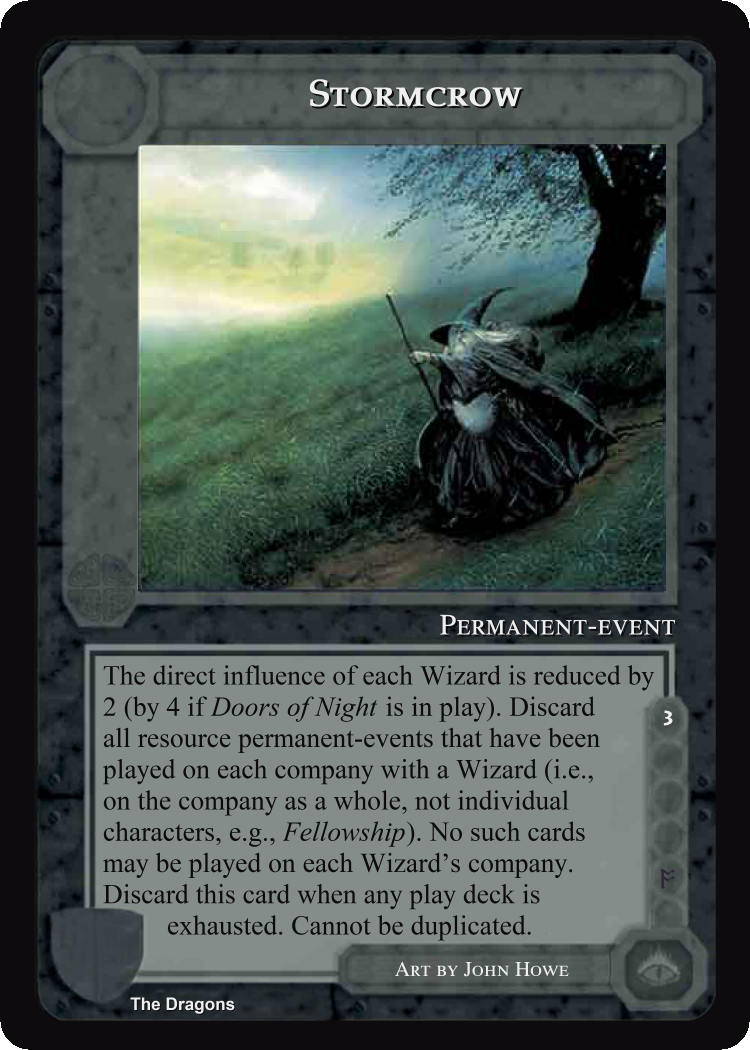 Stormcrow
Permanent-event
The direct influence of each Wizard is reduced by
2 (by 4 if Doors of Night is in play). Discard
all resource permanent-events that have been
played on each company with a Wizard (i.e.,
on the company as a whole, not individual
characters, e.g., Fellowship). No such cards
may be played on each Wizard's company.
Discard this card when any play deck is
exhausted. Cannot be duplicated.
3
ᚩ
Art by John Howe
The Dragons